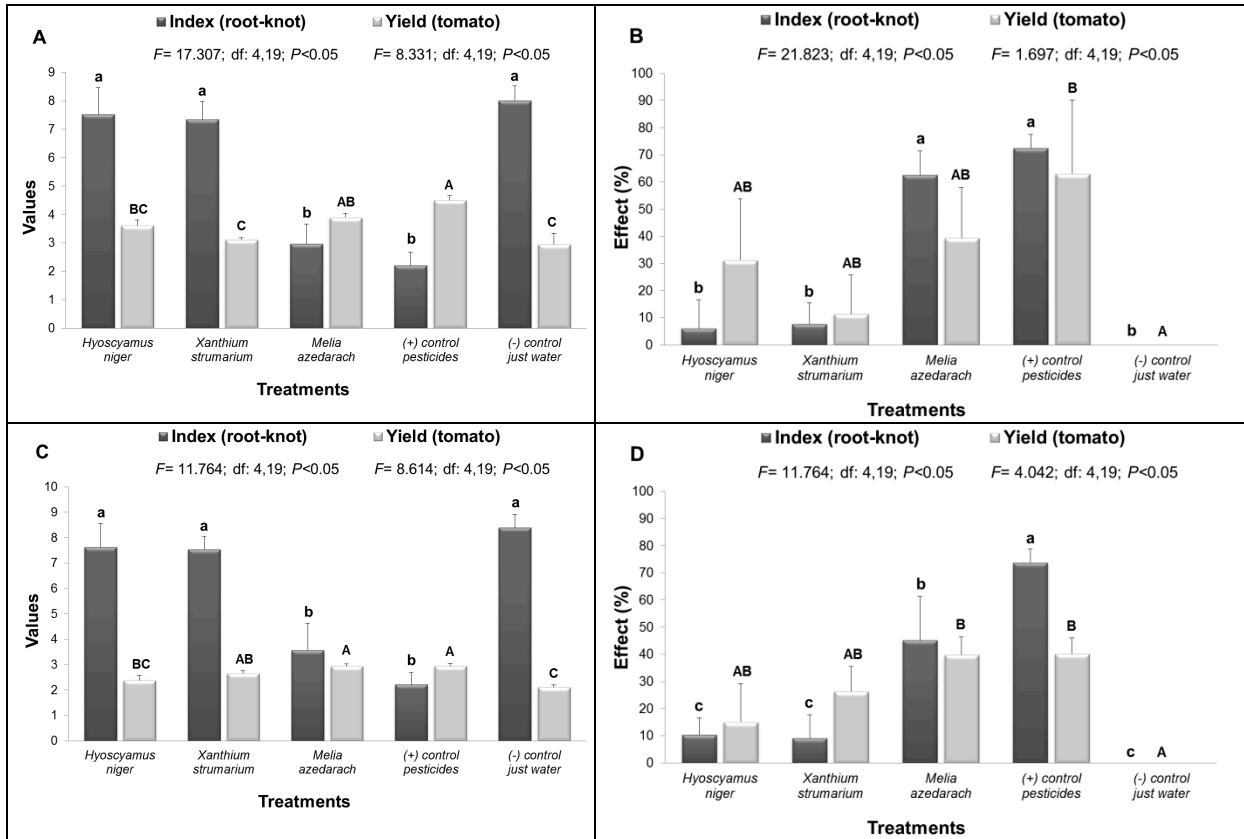 A
Index (root-knot) Yield (tomato)
F= 17.307; df: 4,19; P<0.05 F= 8.331; df: 4,19; P<0.05
Values
9
8
7
6
5
4
3
2
1
0
a BC
a C
b AB
b A
a C
Hyoscyamus Xanthium Melia (+) control (-) control
niger strumarium azedarach pesticides just water
Treatments
B
Index (root-knot) Yield (tomato)
F= 21.823; df: 4,19; P<0.05 F= 1.697; df: 4,19; P<0.05
Effect (%)
100
90
80
70
60
50
40
30
20
10
0
b AB
b AB
a AB
a B
b A
Hyoscyamus Xanthium Melia (+) control (-) control
niger strumarium azedarach pesticides just water
Treatments
C
Index (root-knot) Yield (tomato)
F= 11.764; df: 4,19; P<0.05 F= 8.614; df: 4,19; P<0.05
Values
10
9
8
7
6
5
4
3
2
1
0
a BC
a AB
b A
b A
a C
Hyoscyamus Xanthium Melia (+) control (-) control
niger strumarium azedarach pesticides just water
Treatments
D
Index (root-knot) Yield (tomato)
F= 11.764; df: 4,19; P<0.05 F= 4.042; df: 4,19; P<0.05
Effect (%)
100
90
80
70
60
50
40
30
20
10
0
c AB
c AB
b B
a B
c A
Hyoscyamus Xanthium Melia (+) control (-) control
niger strumarium azedarach pesticides just water
Treatments